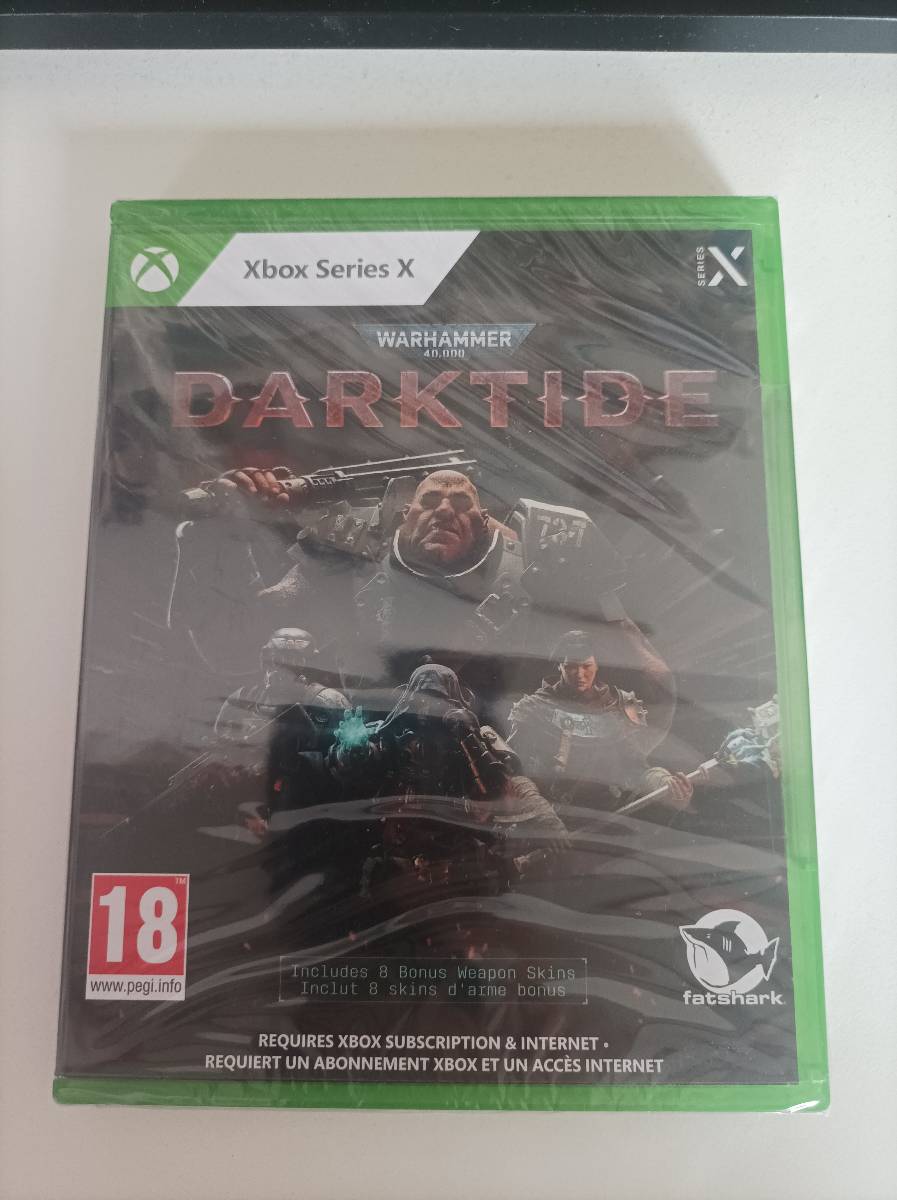 Xbox Series X
SERIES X
WARHAMMER
40,000
DARKTIDE
18 TM
www.pegi.info
Includes 8 Bonus Weapon Skins
Inclut 8 skins d'arme bonus
fatshark
REQUIRES XBOX SUBSCRIPTION & INTERNET •
REQUIERT UN ABONNEMENT XBOX ET UN ACCÈS INTERNET